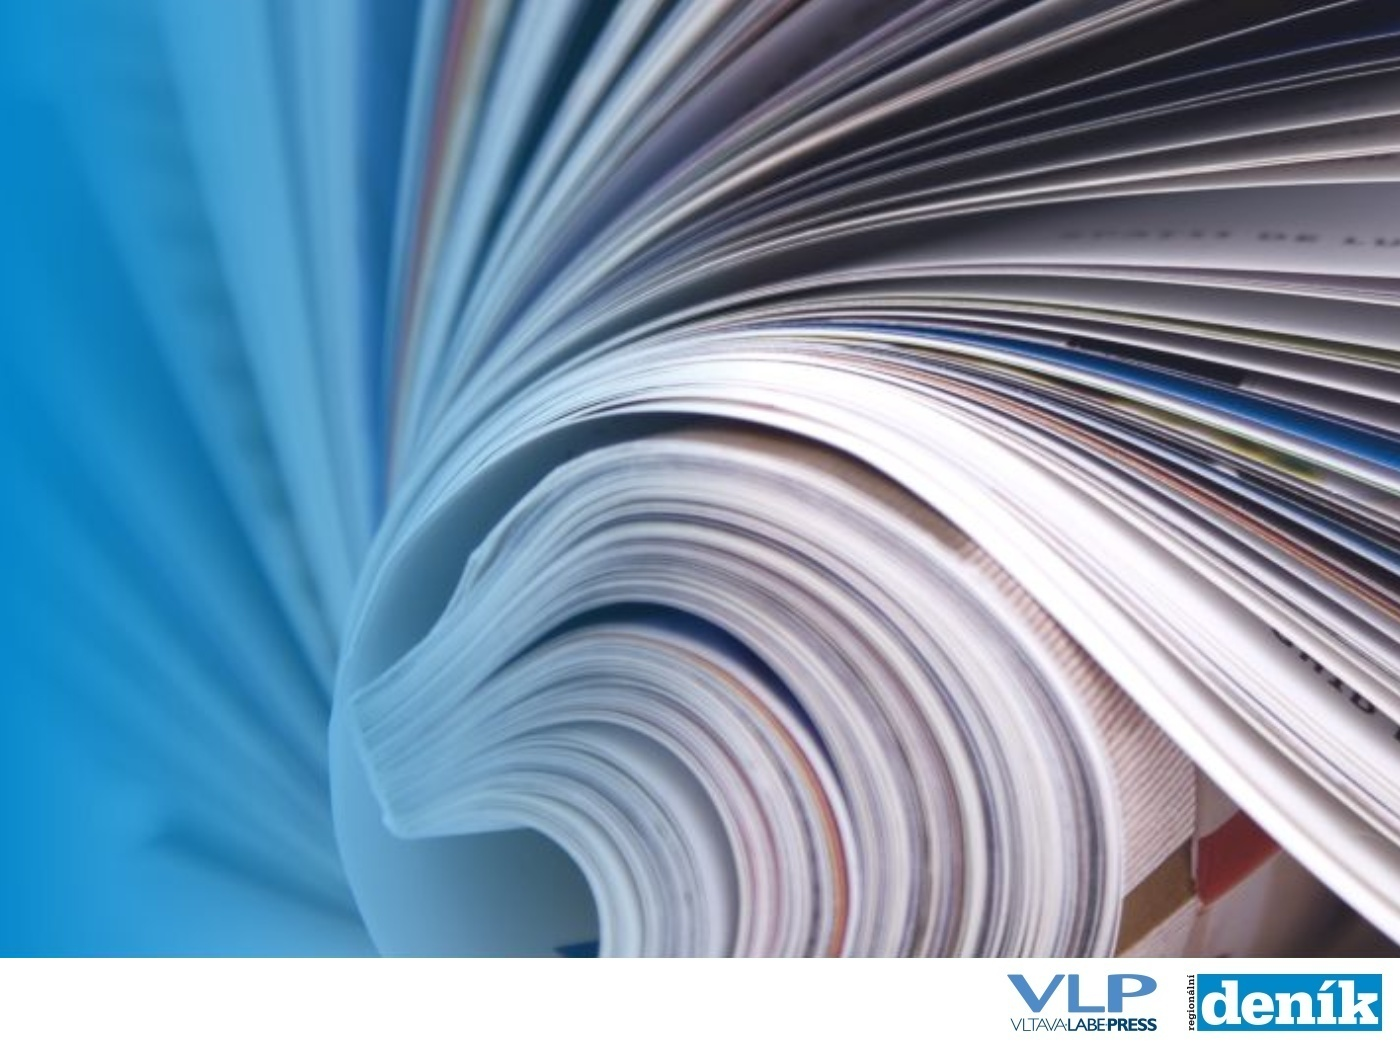 VLP
VLTAVA-LABE-PRESS
regionální
deník